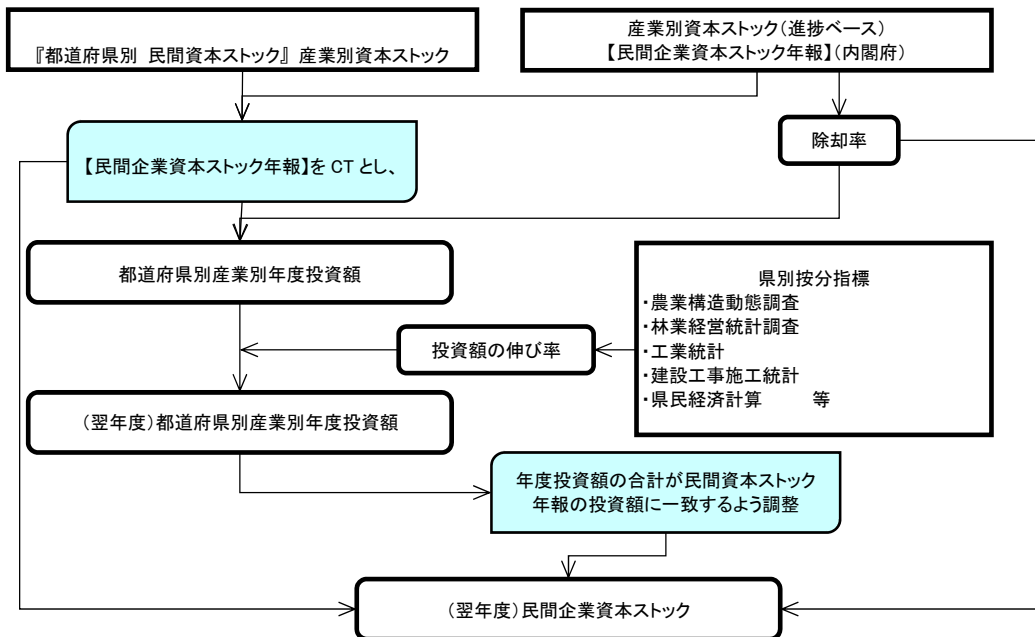 『都道府県別 民間資本ストック』 産業別資本ストック
産業別資本ストック（進捗ベース）
【民間企業資本ストック年報】（内閣府）
【民間企業資本ストック年報】を CT とし、
除却率
都道府県別産業別年度投資額
県別按分指標
・農業構造動態調査
・林業経営統計調査
・工業統計
・建設工事施工統計
・県民経済計算 等
投資額の伸び率
（翌年度）都道府県別産業別年度投資額
年度投資額の合計が民間資本ストック
年報の投資額に一致するよう調整
（翌年度）民間企業資本ストック